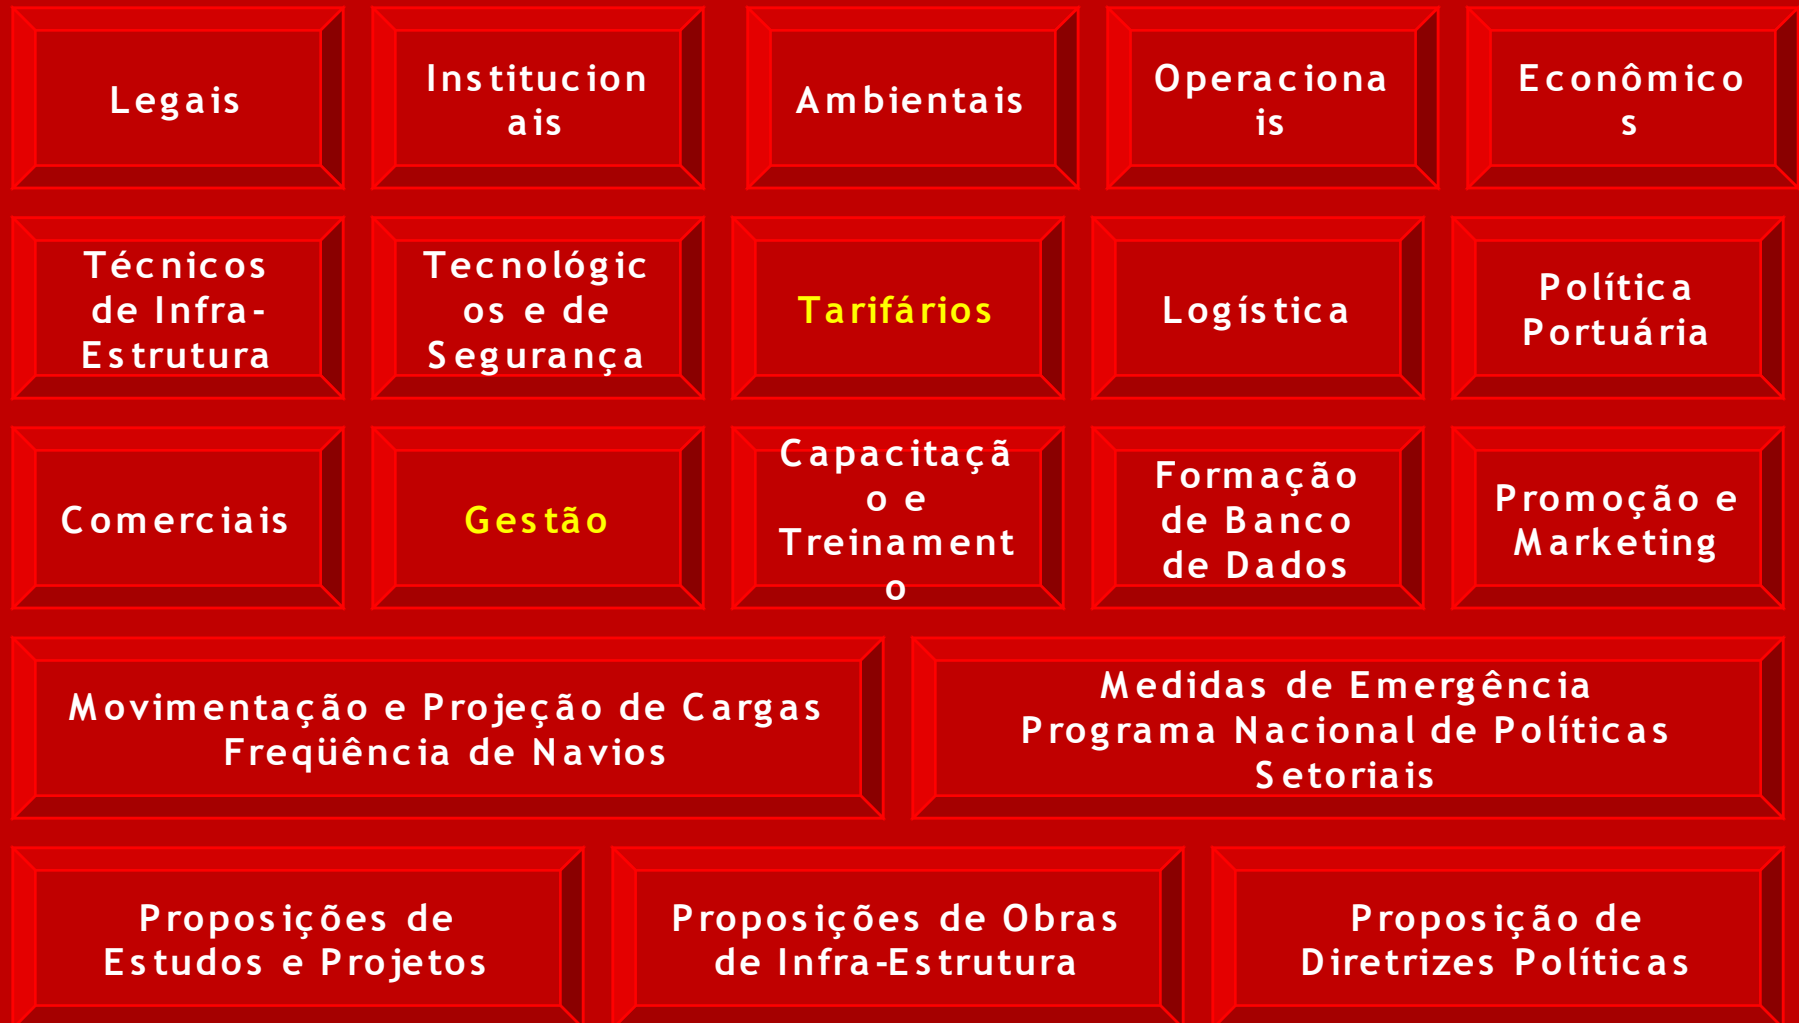 Legais
Institucion
ais
Ambientais
Operaciona
is
Econômico
s
Técnicos
de Infra-
Estrutura
Tecnológic
os e de
Segurança
Tarifários
Logística
Política
Portuária
Comerciais
Gestão
Capacitaçã
o e
Treinament
o
Formação
de Banco
de Dados
Promoção e
Marketing
Movimentação e Projeção de Cargas
Freqüência de Navios
Medidas de Emergência
Programa Nacional de Políticas
Setoriais
Proposições de
Estudos e Projetos
Proposições de Obras
de Infra-Estrutura
Proposição de
Diretrizes Políticas